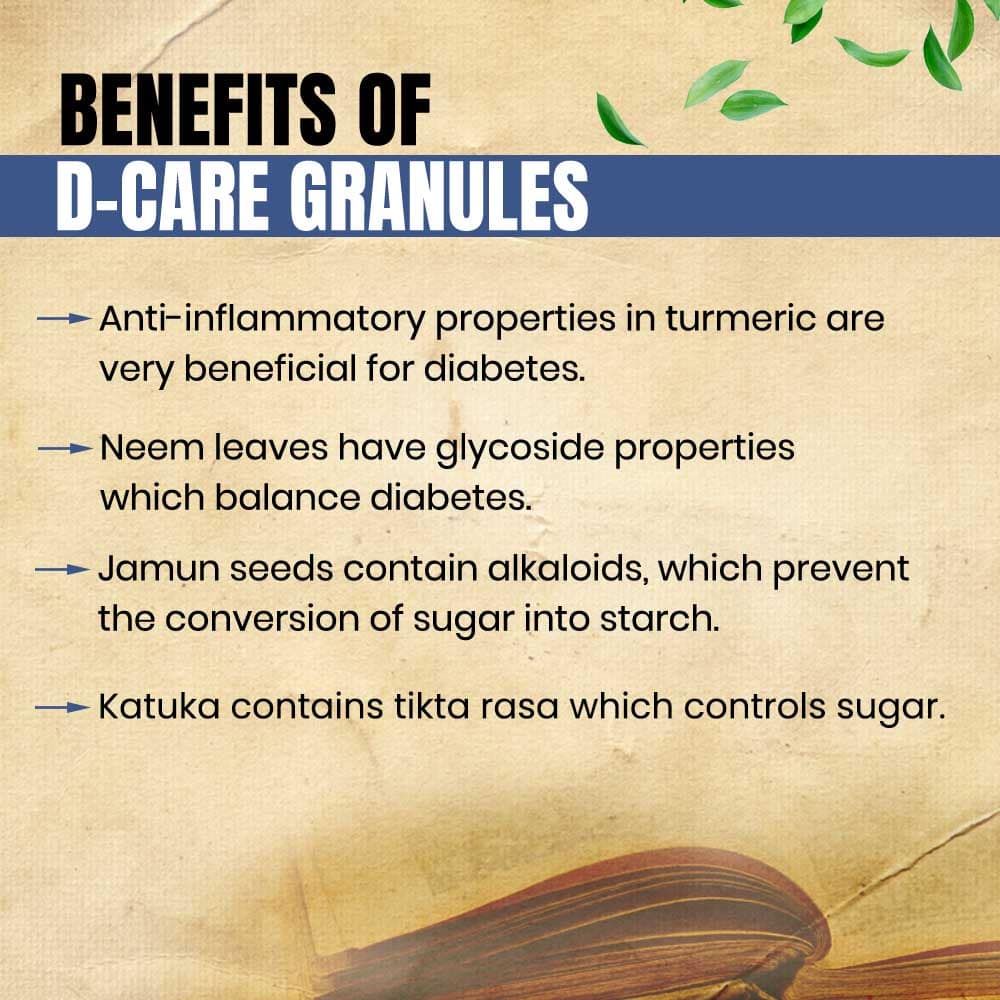 BENEFITS OF
D-CARE GRANULES
Anti-inflammatory properties in turmeric are
very beneficial for diabetes.
Neem leaves have glycoside properties
which balance diabetes.
Jamun seeds contain alkaloids, which prevent
the conversion of sugar into starch.
Katuka contains tikta rasa which controls sugar.